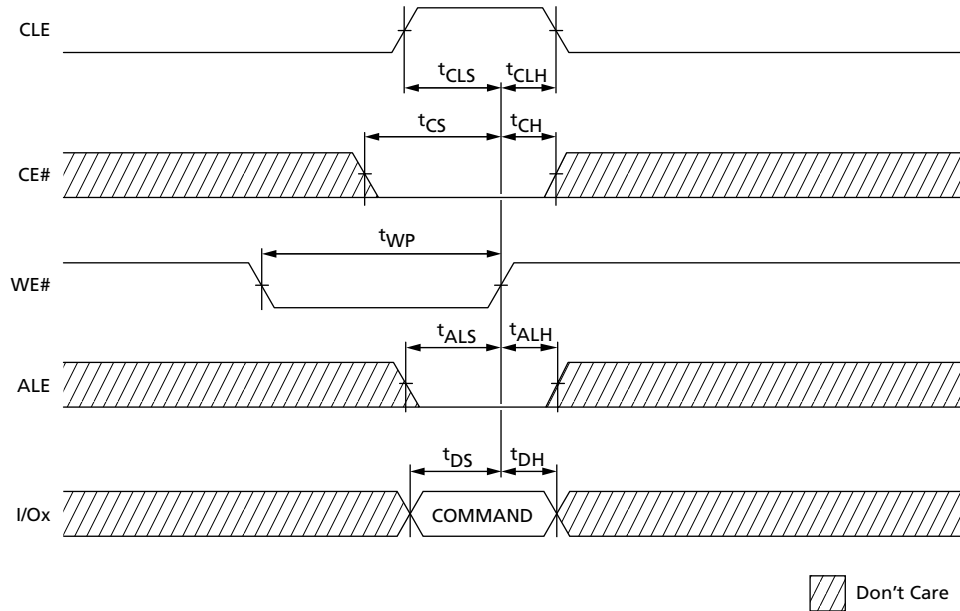 CLE
tCLS tCLH
tCS tCH
CE#
tWP
WE#
tALS tALH
ALE
tDS tDH
I/Ox COMMAND
Don't Care